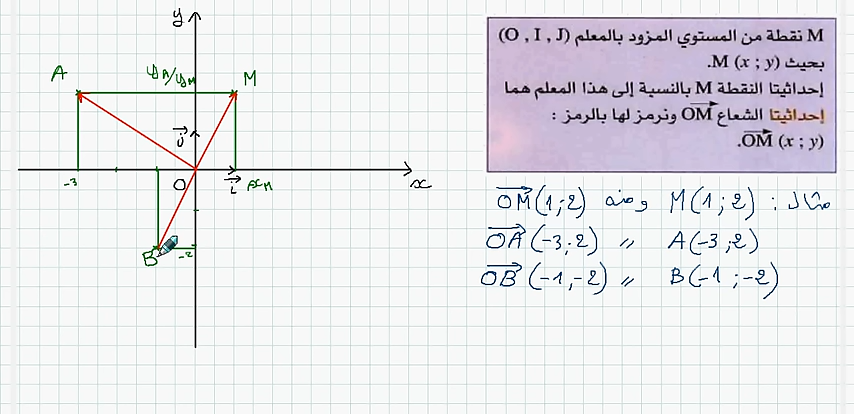 M نقطة من المستوي المزود بالمعلم (O , I , J)
بحيث M (x ; y).
إحداثيتا النقطة M بالنسبة إلى هذا المعلم هما
إحداثيتا الشعاع OM ونرمز لها بالرمز :
OM (x ; y).
مثال : M(1;2) ومنه OM(1;2)
A(-3;2) " OA(-3;2)
B(-1;-2) " OB(-1,-2)
y
A
yA/yM
M
j
-3
O
i
xM
x
B
-2